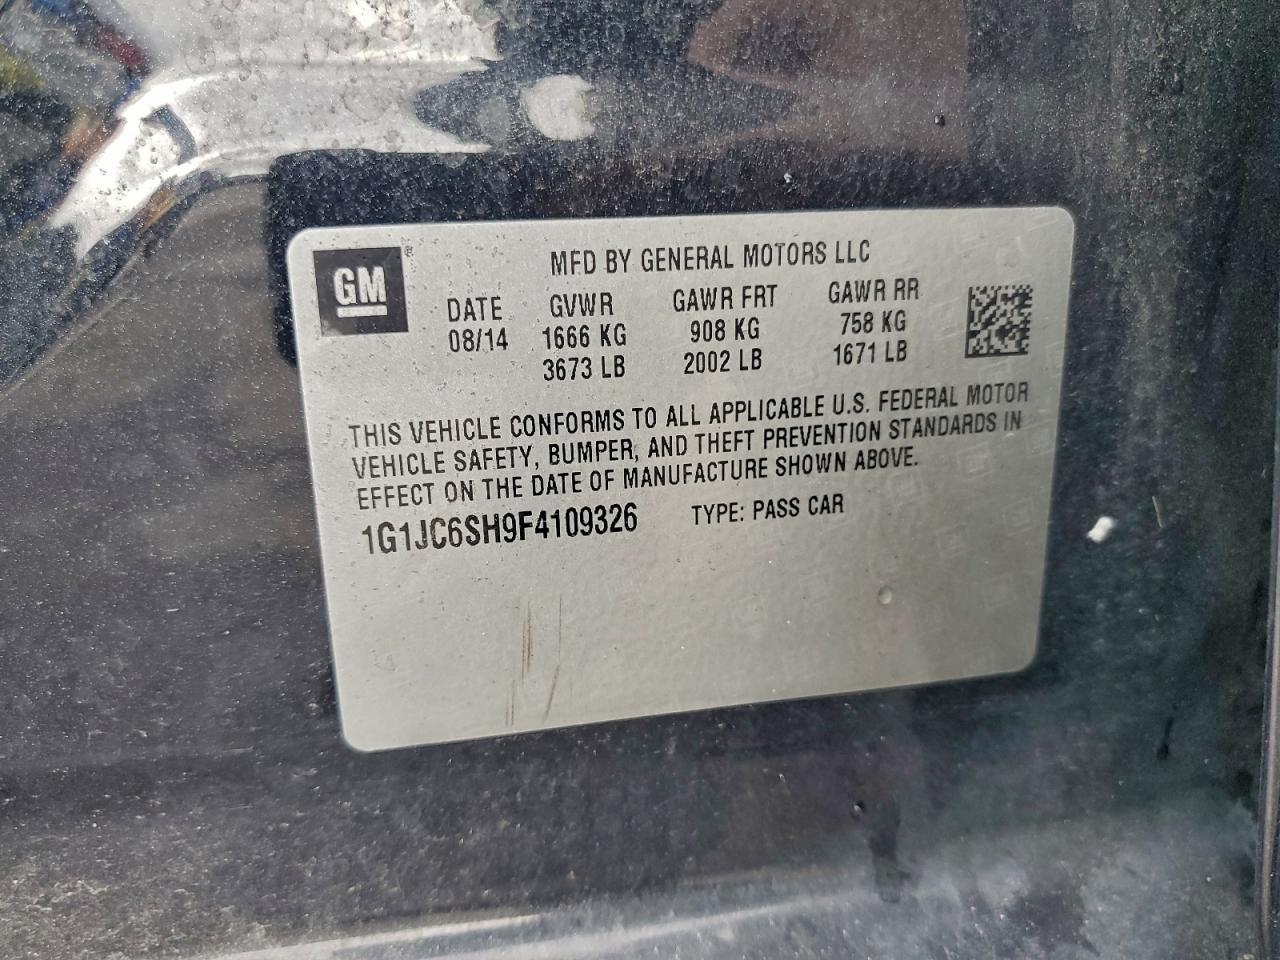 GM
MFD BY GENERAL MOTORS LLC
DATE GVWR GAWR FRT GAWR RR
08/14 1666 KG 908 KG 758 KG
3673 LB 2002 LB 1671 LB
THIS VEHICLE CONFORMS TO ALL APPLICABLE U.S. FEDERAL MOTOR
VEHICLE SAFETY, BUMPER, AND THEFT PREVENTION STANDARDS IN
EFFECT ON THE DATE OF MANUFACTURE SHOWN ABOVE.
1G1JC6SH9F4109326 TYPE: PASS CAR